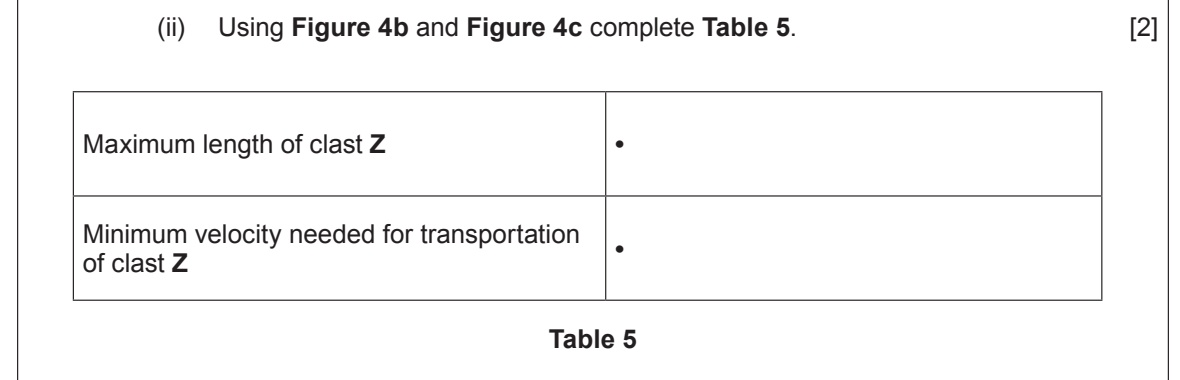 (ii) Using Figure 4b and Figure 4c complete Table 5. [2]
Maximum length of clast Z •
Minimum velocity needed for transportation
of clast Z •
Table 5